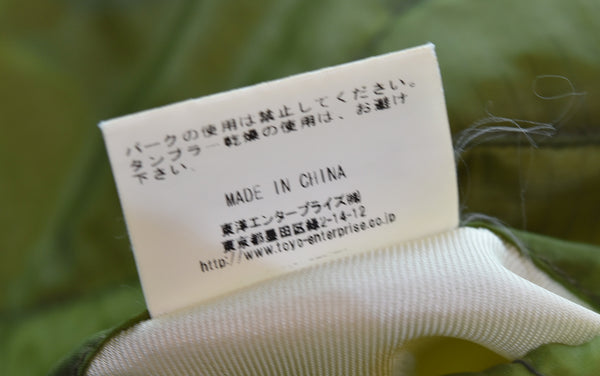 パークの使用は禁止してください。
タンブラー乾燥の使用は、お避け
下さい.
MADE IN CHINA
東洋エンタープライズ㈱
東京都墨田区緑2-14-12
http://www.toyo-enterprise.co.jp